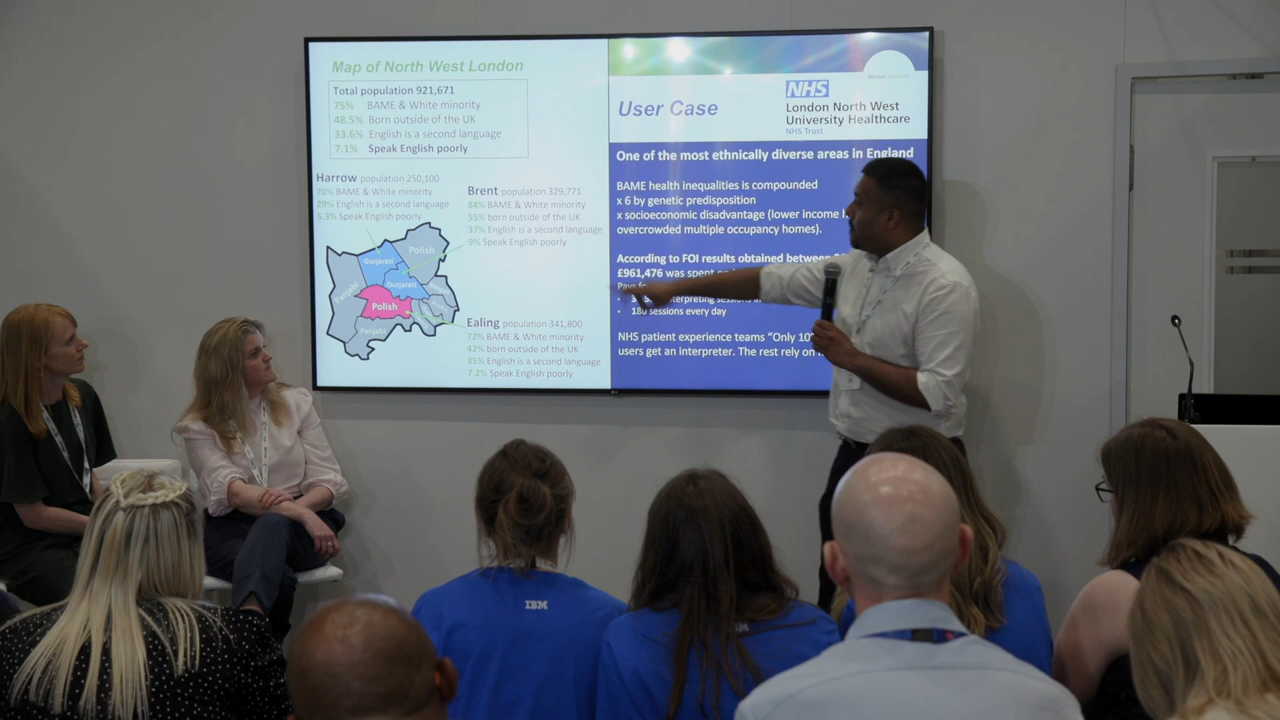 Map of North West London
Total population 921,671
75% BAME & White minority
48.5% Born outside of the UK
33.6% English is a second language
7.1% Speak English poorly
Harrow population 250,100
70% BAME & White minority
29% English is a second language
5.3% Speak English poorly
Brent population 329,771
84% BAME & White minority
55% born outside of the UK
37% English is a second language
9% Speak English poorly
Polish
Gurjarati
Gurjarati
Panjabi
Polish
Panjabi
Ealing population 341,800
72% BAME & White minority
42% born outside of the UK
35% English is a second language
7.2% Speak English poorly
User Case
NHS
London North West
University Healthcare
NHS Trust
One of the most ethnically diverse areas in England
BAME health inequalities is compounded
x 6 by genetic predisposition
x socioeconomic disadvantage (lower income
overcrowded multiple occupancy homes).
According to FOI results obtained between
£961,476 was spent
interpreting sessions
• 180 sessions every day
NHS patient experience teams "Only 10
users get an interpreter. The rest rely on
IBM